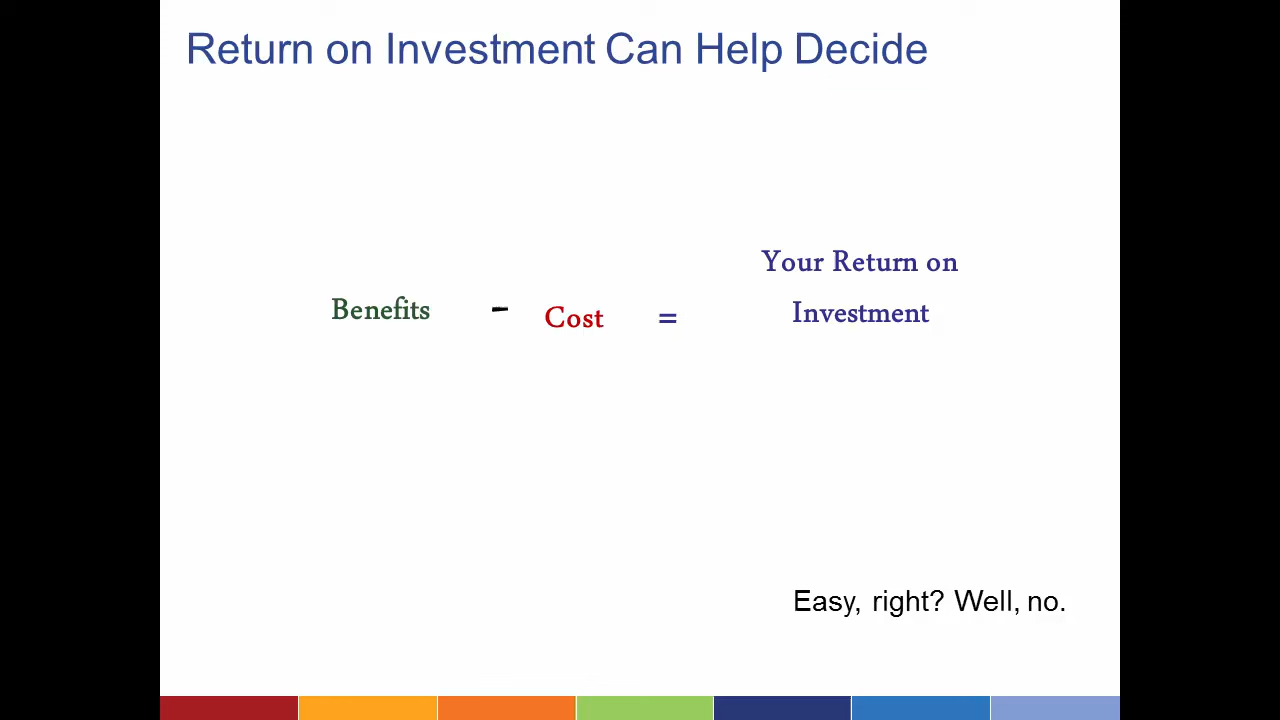 Return on Investment Can Help Decide
Your Return on
Benefits - Cost = Investment
Easy, right? Well, no.